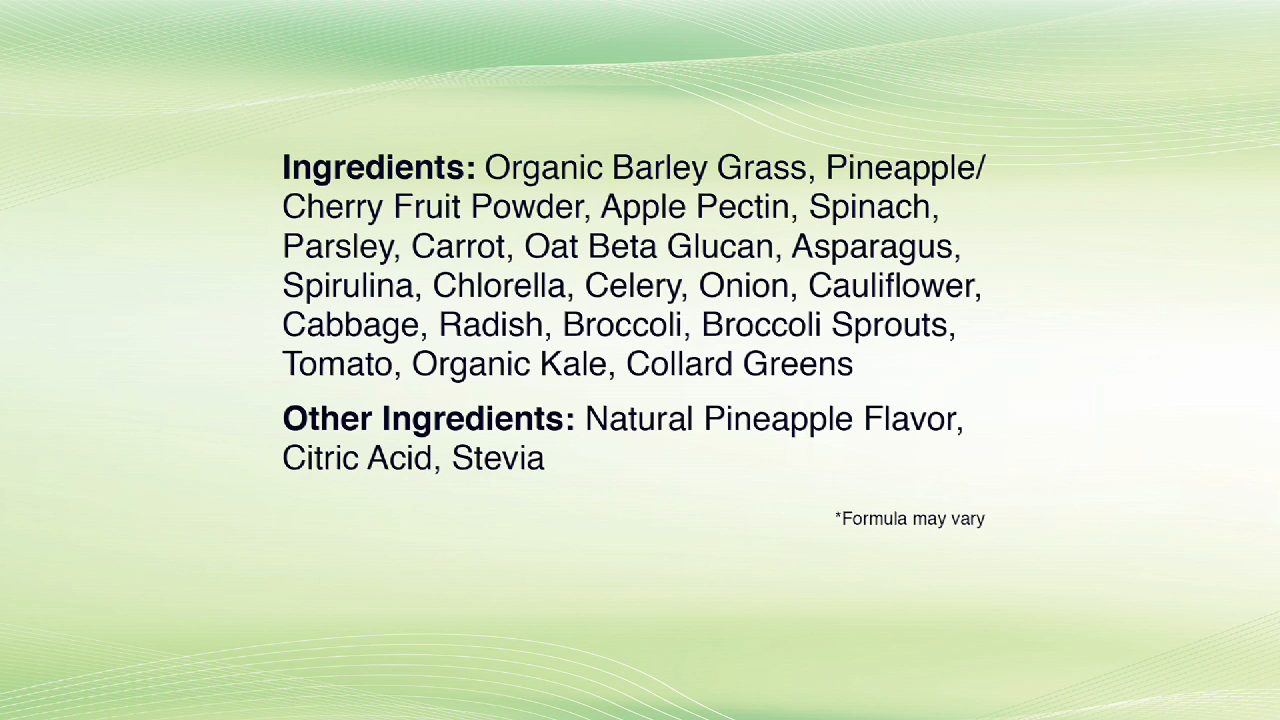 Ingredients: Organic Barley Grass, Pineapple/
Cherry Fruit Powder, Apple Pectin, Spinach,
Parsley, Carrot, Oat Beta Glucan, Asparagus,
Spirulina, Chlorella, Celery, Onion, Cauliflower,
Cabbage, Radish, Broccoli, Broccoli Sprouts,
Tomato, Organic Kale, Collard Greens
Other Ingredients: Natural Pineapple Flavor,
Citric Acid, Stevia
*Formula may vary